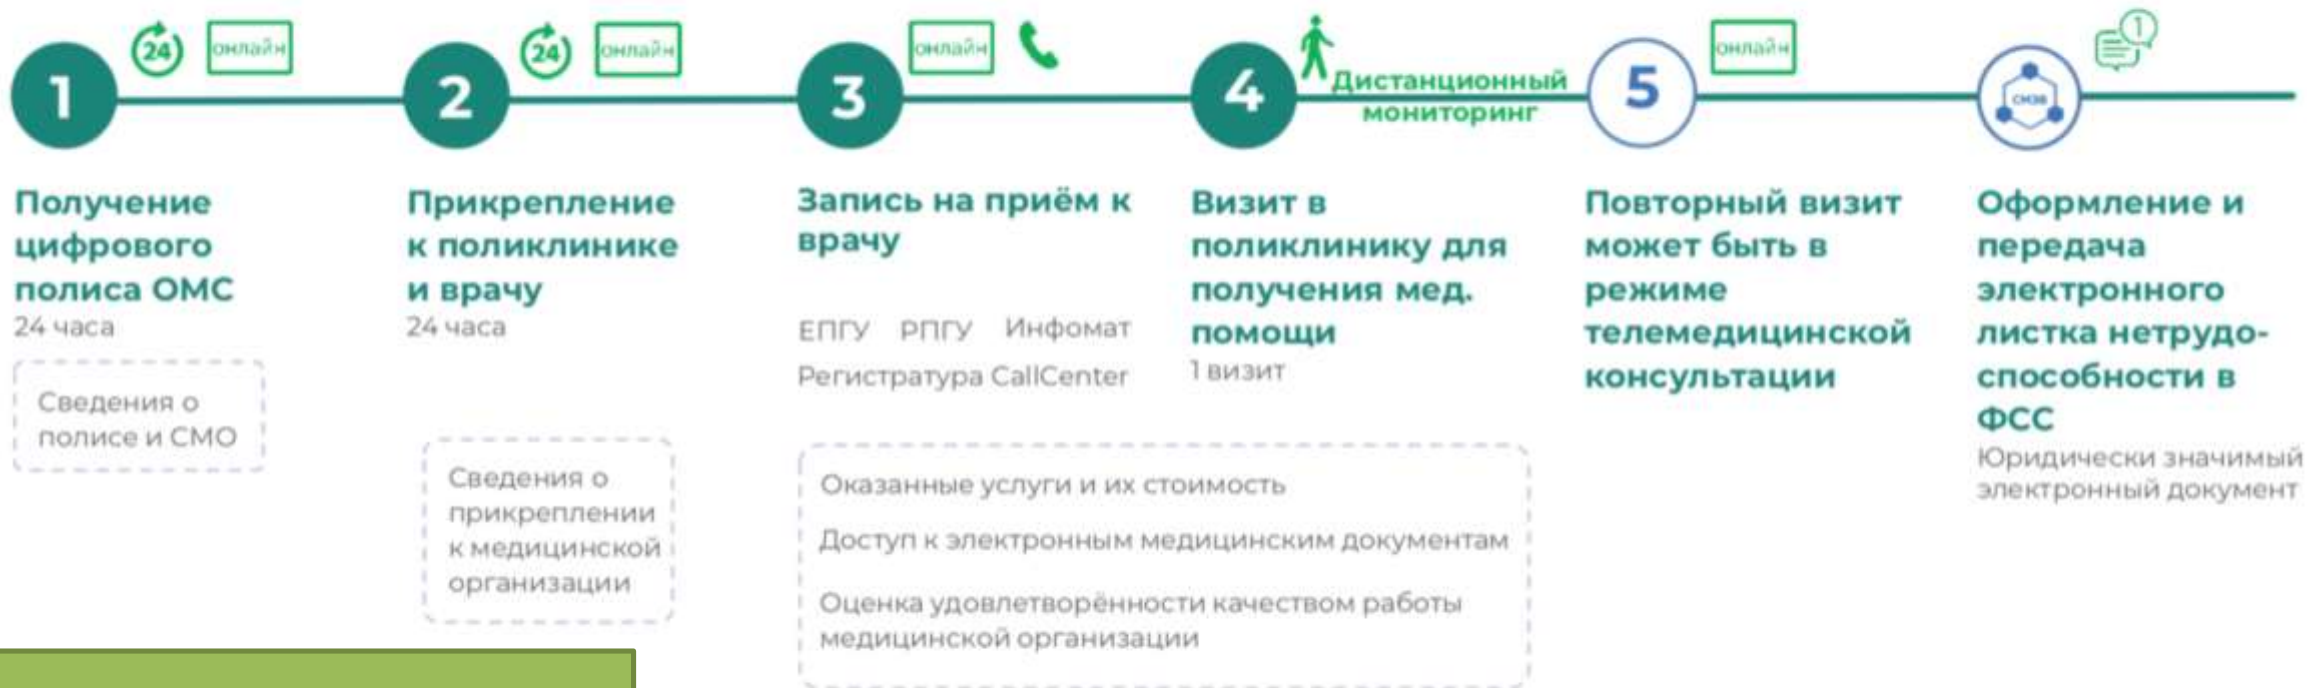 1
24
онлайн
Получение
цифрового
полиса ОМС
24 часа
Сведения о
полисе и СМО
2
24
онлайн
Прикрепление
к поликлинике
и врачу
24 часа
Сведения о
прикреплении
к медицинской
организации
3
онлайн
Запись на приём к
врачу
ЕПГУ РПГУ Инфомат
Регистратура CallCenter
4
Дистанционный
мониторинг
Визит в
поликлинику для
получения мед.
помощи
1 визит
Оказанные услуги и их стоимость
Доступ к электронным медицинским документам
Оценка удовлетворённости качеством работы
медицинской организации
5
онлайн
Повторный визит
может быть в
режиме
телемедицинской
консультации
СМЭВ
1
Оформление и
передача
электронного
листка нетрудо-
способности в
ФСС
Юридически значимый
электронный документ